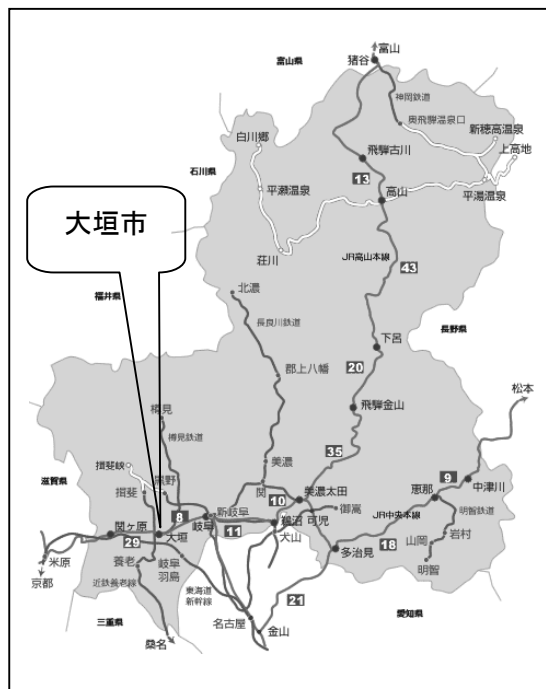 富山
富山県
猪谷
神岡鉄道
奥飛騨温泉口
新穂高温泉
白川郷
上高地
石川県
飛騨古川
13
平瀬温泉
高山
平湯温泉
大垣市
荘川
JR高山本線
43
北濃
福井県
長良川鉄道
長野県
下呂
20
郡上八幡
松本
樽見
飛騨金山
樽見鉄道
35
美濃
揖斐峡
滋賀県
黒野
揖斐
関
9
中津川
恵那
10
美濃太田
8
新岐阜
御嵩
JR中央本線
明智鉄道
関ヶ原
岐阜
鵜沼
可児
大垣
11
29
犬山
18
山岡
岩村
米原
養老
多治見
岐阜
羽島
明智
京都
近鉄養老線
東海道
新幹線
21
三重県
名古屋
金山
愛知県
桑名